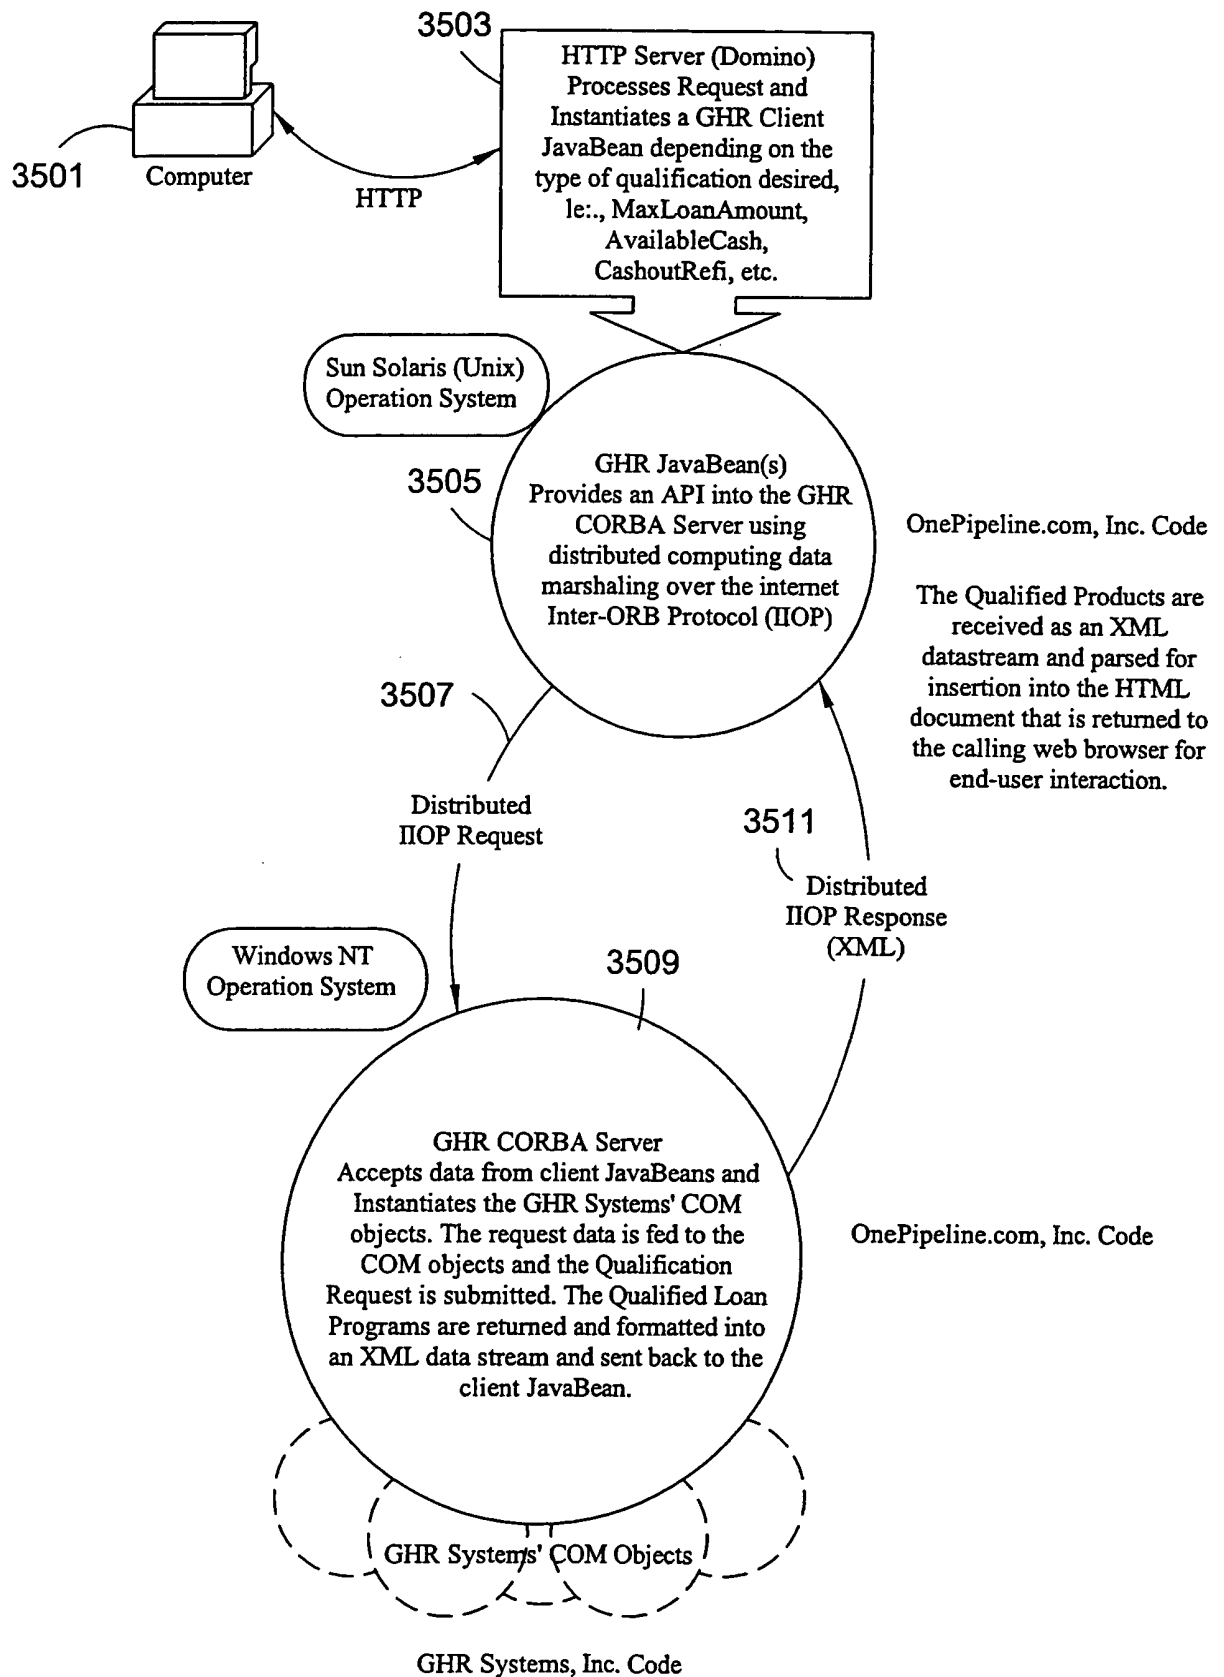 3503
HTTP Server (Domino)
Processes Request and
Instantiates a GHR Client
JavaBean depending on the
type of qualification desired,
le:., MaxLoanAmount,
AvailableCash,
CashoutRefi, etc.
3501
Computer
HTTP
Sun Solaris (Unix)
Operation System
3505
GHR JavaBean(s)
Provides an API into the GHR
CORBA Server using
distributed computing data
marshaling over the internet
Inter-ORB Protocol (IIOP)
OnePipeline.com, Inc. Code
The Qualified Products are
received as an XML
datastream and parsed for
insertion into the HTML
document that is returned to
the calling web browser for
end-user interaction.
3507
Distributed
IIOP Request
3511
Distributed
IIOP Response
(XML)
Windows NT
Operation System
3509
GHR CORBA Server
Accepts data from client JavaBeans and
Instantiates the GHR Systems' COM
objects. The request data is fed to the
COM objects and the Qualification
Request is submitted. The Qualified Loan
Programs are returned and formatted into
an XML data stream and sent back to the
client JavaBean.
OnePipeline.com, Inc. Code
GHR Systems' COM Objects
GHR Systems, Inc. Code